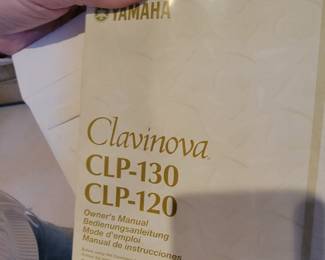 YAMAHA
Clavinova
CLP-130
CLP-120
Owner's Manual
Bedienungsanleitung
Mode d'emploi
Manual de instrucciones